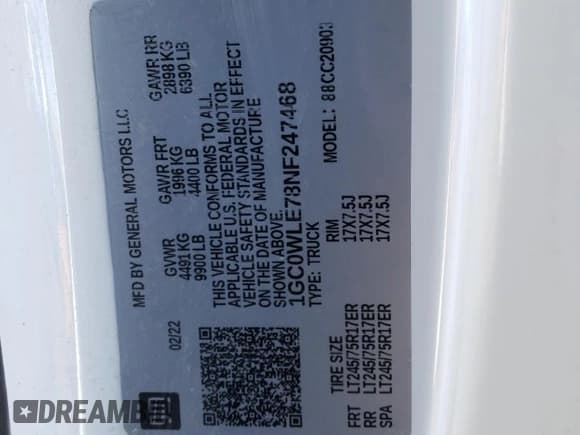 MFD BY GENERAL MOTORS LLC
02/22
GVWR GAWR FRT GAWR RR
4491 KG 1996 KG 2898 KG
9900 LB 4400 LB 6390 LB
THIS VEHICLE CONFORMS TO ALL
APPLICABLE U.S. FEDERAL MOTOR
VEHICLE SAFETY STANDARDS IN EFFECT
ON THE DATE OF MANUFACTURE
SHOWN ABOVE.
1GC0WLE78NF247468
TYPE: TRUCK MODEL: 88CC20903
TIRE SIZE RIM
FRT LT245/75R17ER 17X7.5J
RR LT245/75R17ER 17X7.5J
SPA LT245/75R17ER 17X7.5J
DREAMBIN